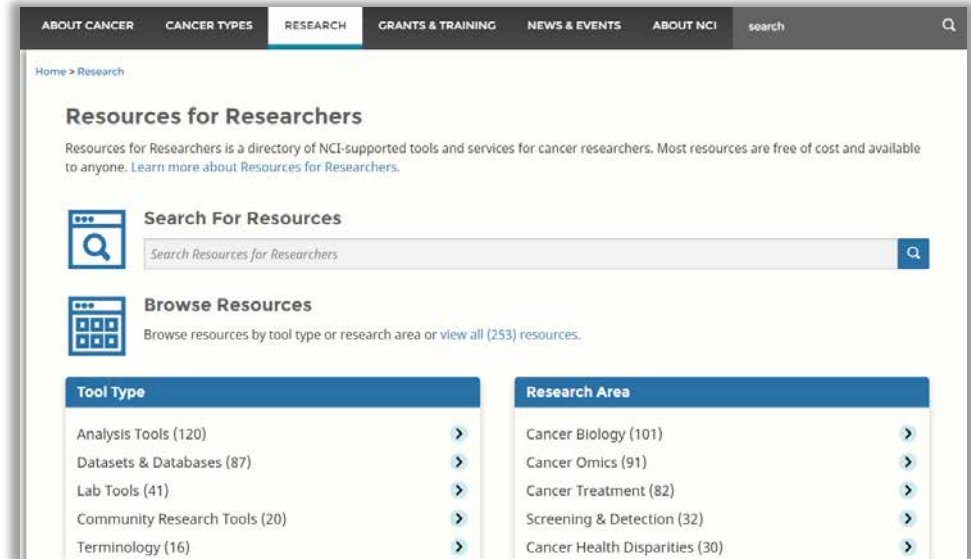 ABOUT CANCER CANCER TYPES RESEARCH GRANTS & TRAINING NEWS & EVENTS ABOUT NCI search
Home > Research
Resources for Researchers
Resources for Researchers is a directory of NCI-supported tools and services for cancer researchers. Most resources are free of cost and available
to anyone. Learn more about Resources for Researchers.
Search For Resources
Search Resources for Researchers
Browse Resources
Browse resources by tool type or research area or view all (253) resources.
Tool Type
Analysis Tools (120)
Datasets & Databases (87)
Lab Tools (41)
Community Research Tools (20)
Terminology (16)
Research Area
Cancer Biology (101)
Cancer Omics (91)
Cancer Treatment (82)
Screening & Detection (32)
Cancer Health Disparities (30)